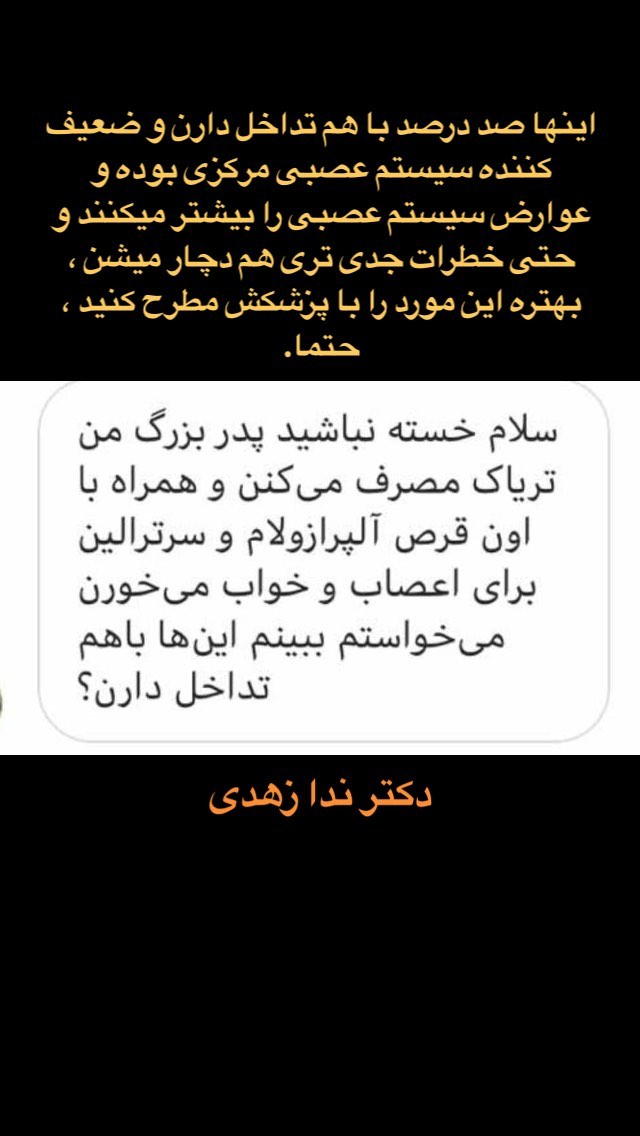 اینها صد درصد با هم تداخل دارن و ضعیف
کننده سیستم عصبی مرکزی بوده و
عوارض سیستم عصبی را بیشتر میکنند و
حتی خطرات جدی تری هم دچار میشن ،
بهتره این مورد را با پزشکش مطرح کنید ،
حتما.
سلام خسته نباشید پدر بزرگ من
تریاک مصرف می‌کنن و همراه با
اون قرص آلپرازولام و سرترالین
برای اعصاب و خواب می‌خورن
می‌خواستم ببینم این‌ها باهم
تداخل دارن؟
دکتر ندا زهدی